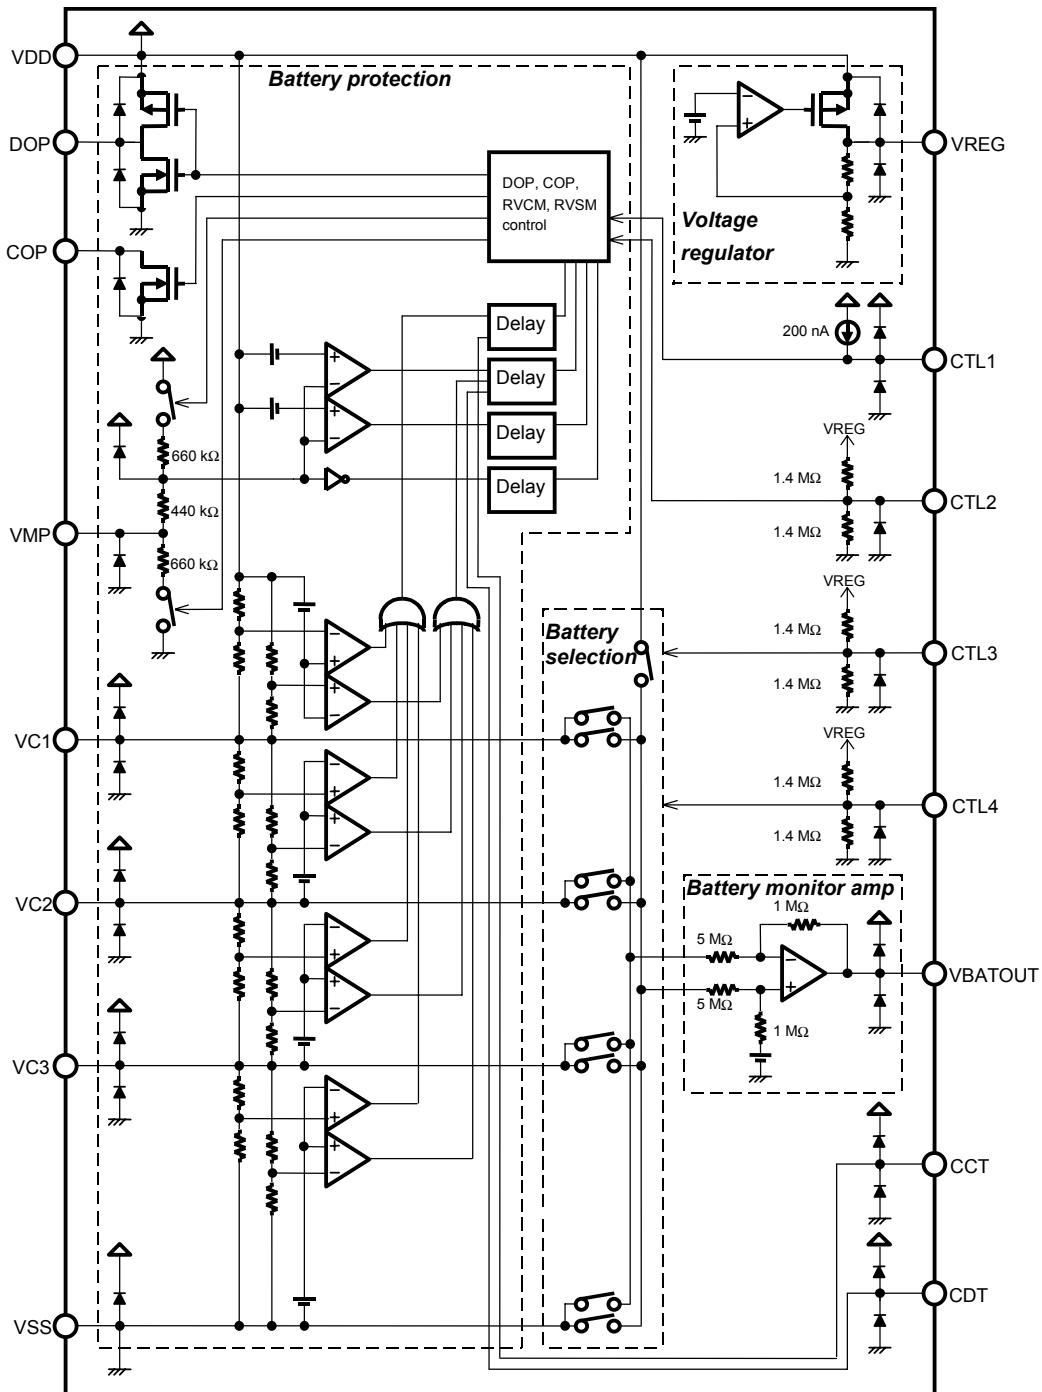 VDD
Battery protection
DOP
DOP, COP,
RVCM, RVSM
control
VREG
Voltage
regulator
COP
Delay
200 nA
CTL1
Delay
VREG
Delay
660 kΩ
1.4 MΩ
Delay
CTL2
440 kΩ
1.4 MΩ
VMP
660 kΩ
VREG
Battery
selection
1.4 MΩ
CTL3
1.4 MΩ
VC1
VREG
1.4 MΩ
CTL4
1.4 MΩ
VC2
Battery monitor amp
1 MΩ
5 MΩ
VBATOUT
5 MΩ
1 MΩ
VC3
CCT
CDT
VSS